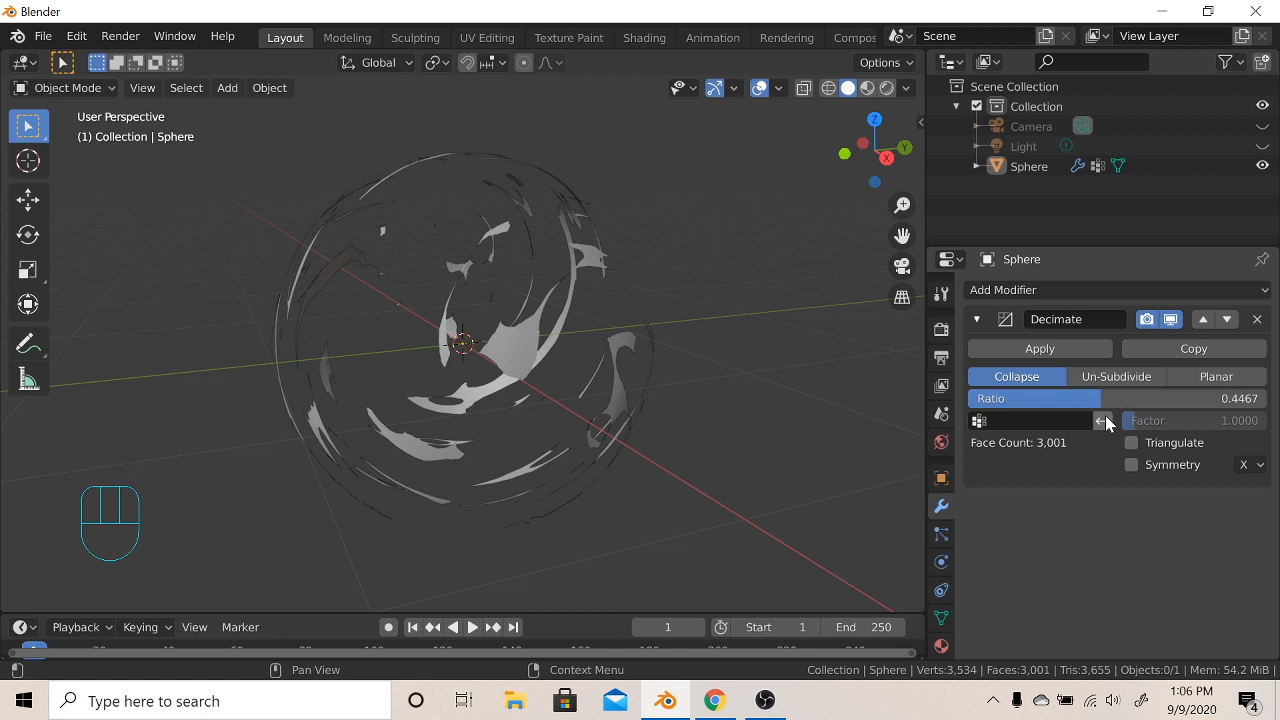 Blender
File Edit Render Window Help Layout Modeling Sculpting UV Editing Texture Paint Shading Animation Rendering Compos Scene View Layer
Global Options
Object Mode View Select Add Object
User Perspective
(1) Collection | Sphere
Z
Y
X
Scene Collection
Collection
Camera
Light
Sphere
Sphere
Add Modifier
Decimate
Apply Copy
Collapse Un-Subdivide Planar
Ratio 0.4467
Factor 1.0000
Face Count: 3,001 Triangulate
Symmetry X
Playback Keying View Marker 1 Start 1 End 250
Pan View Context Menu Collection | Sphere | Verts:3,534 | Faces:3,001 | Tris:3,655 | Objects:0/1 | Mem: 54.2 MiB
Type here to search
1:06 PM
9/9/2020
4